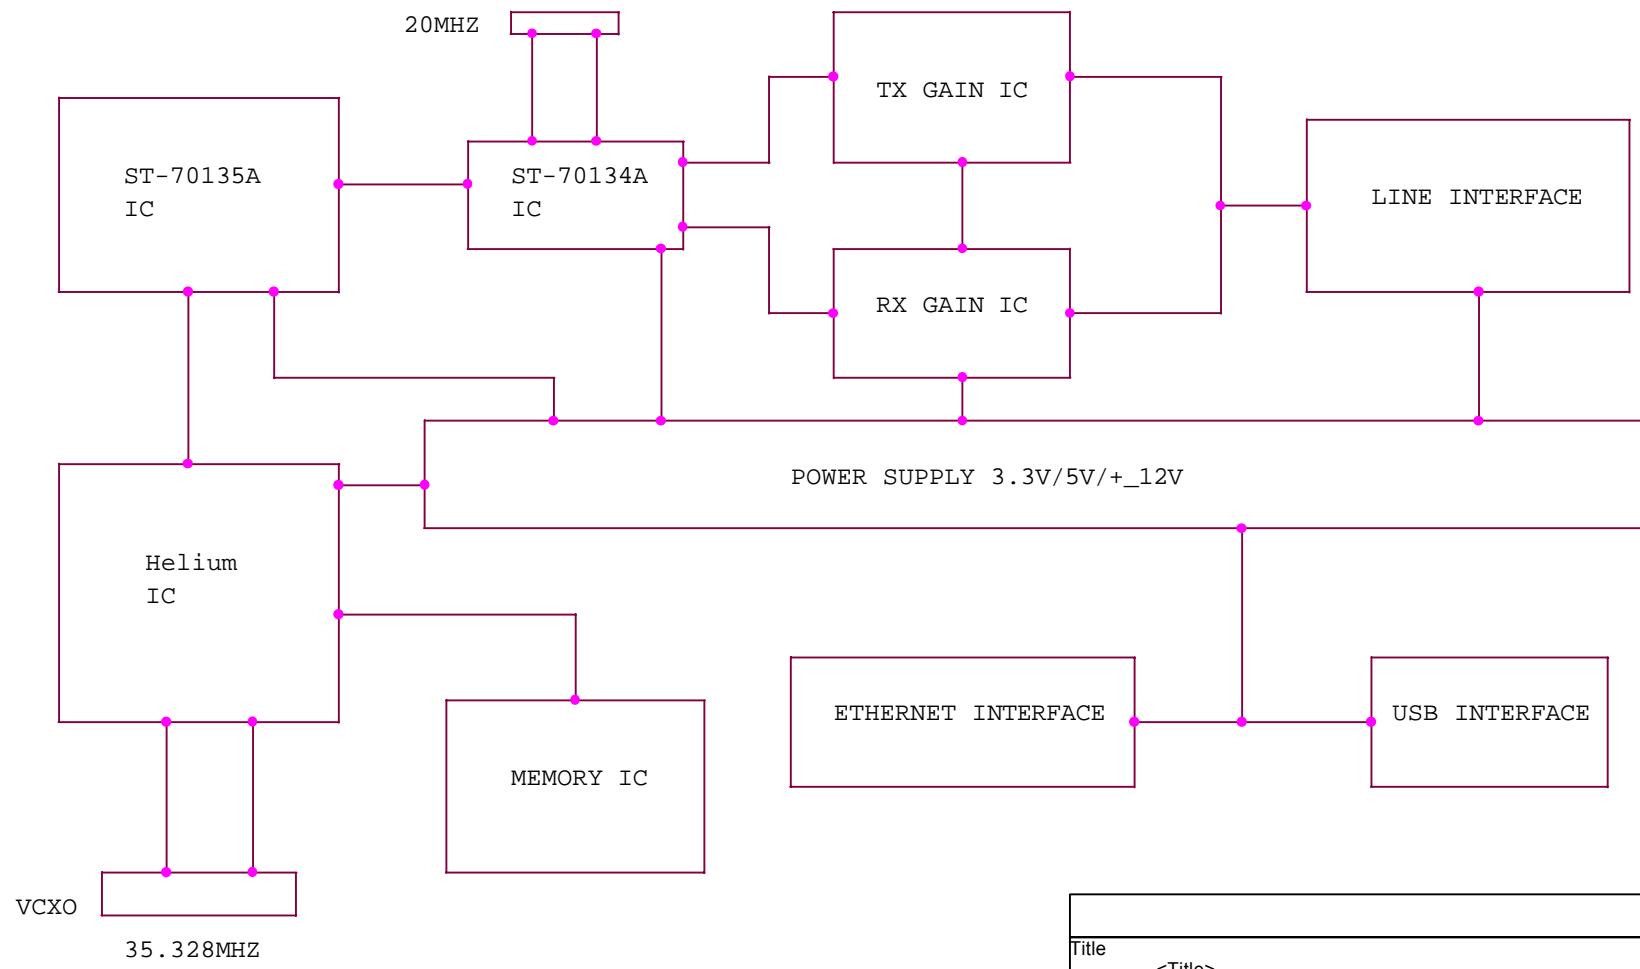 20MHZ
TX GAIN IC
ST-70135A
IC
ST-70134A
IC
LINE INTERFACE
RX GAIN IC
POWER SUPPLY 3.3V/5V/+_12V
Helium
IC
ETHERNET INTERFACE
USB INTERFACE
MEMORY IC
VCXO
35.328MHZ
Title
<Title>